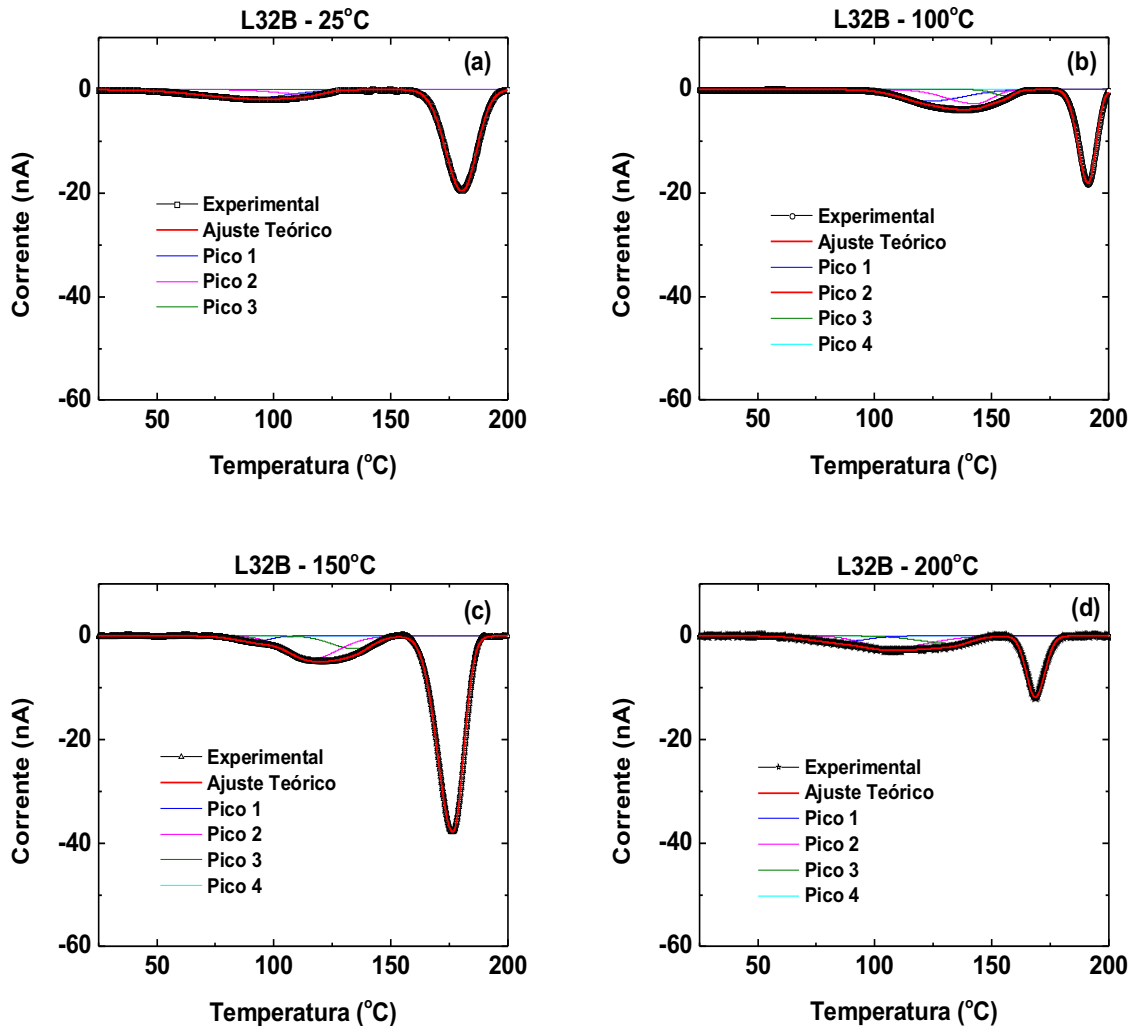 L32B - 25°C
(a)
0
-20
-40
-60
Corrente (nA)
Experimental
Ajuste Teórico
Pico 1
Pico 2
Pico 3
50 100 150 200
Temperatura (°C)
L32B - 100°C
(b)
0
-20
-40
-60
Corrente (nA)
Experimental
Ajuste Teórico
Pico 1
Pico 2
Pico 3
Pico 4
50 100 150 200
Temperatura (°C)
L32B - 150°C
(c)
0
-20
-40
-60
Corrente (nA)
Experimental
Ajuste Teórico
Pico 1
Pico 2
Pico 3
Pico 4
50 100 150 200
Temperatura (°C)
L32B - 200°C
(d)
0
-20
-40
-60
Corrente (nA)
Experimental
Ajuste Teórico
Pico 1
Pico 2
Pico 3
Pico 4
50 100 150 200
Temperatura (°C)